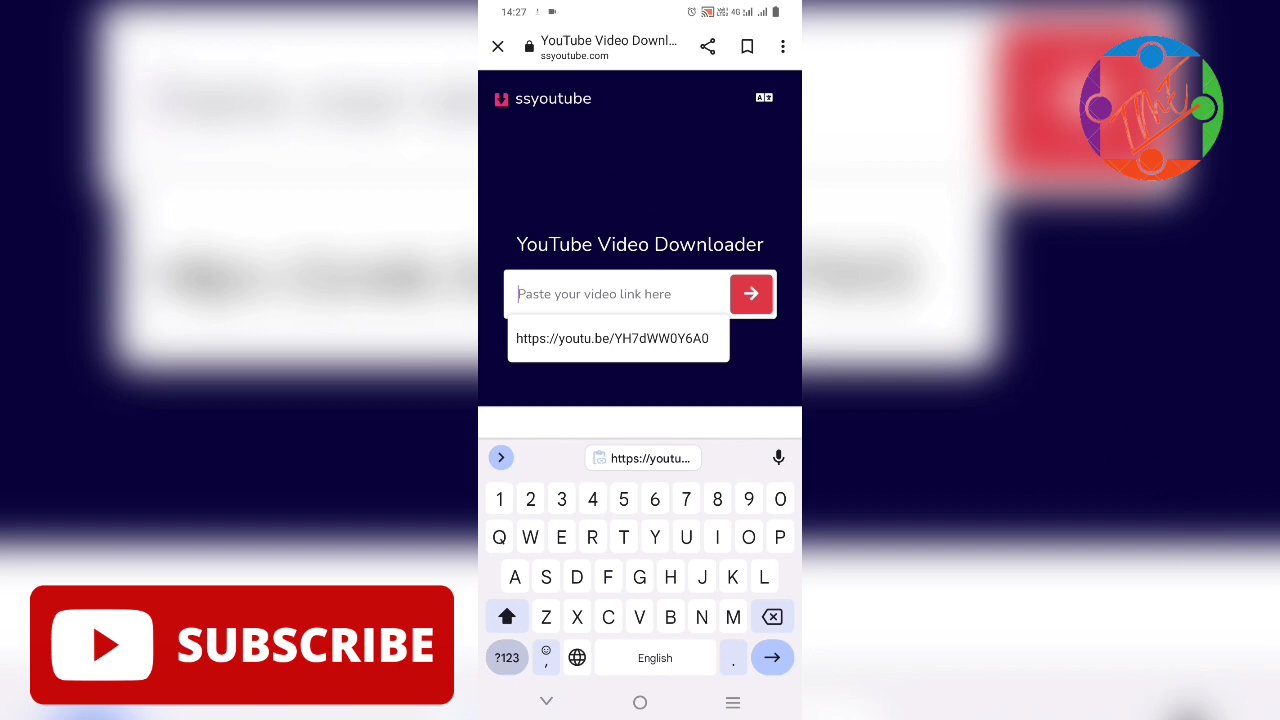 14:27
4G
YouTube Video Downl...
ssyoutube.com
ssyoutube
YouTube Video Downloader
Paste your video link here
https://youtu.be/YH7dWW0Y6A0
https://youtu...
1 2 3 4 5 6 7 8 9 0
Q W E R T Y U I O P
A S D F G H J K L
Z X C V B N M
?123 , English .
SUBSCRIBE